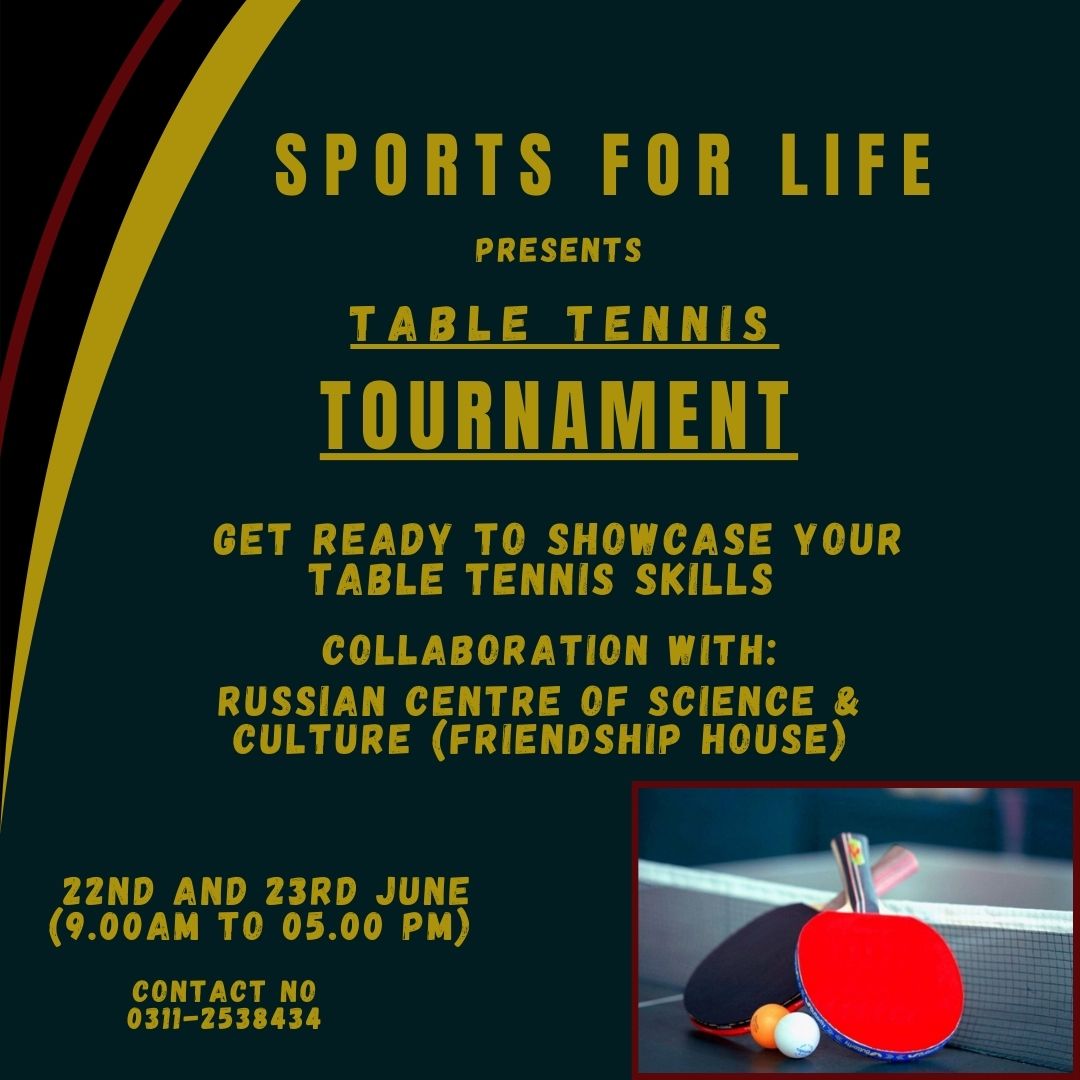 SPORTS FOR LIFE
PRESENTS
TABLE TENNIS
TOURNAMENT
GET READY TO SHOWCASE YOUR
TABLE TENNIS SKILLS
COLLABORATION WITH:
RUSSIAN CENTRE OF SCIENCE &
CULTURE (FRIENDSHIP HOUSE)
22ND AND 23RD JUNE
(9.00AM TO 05.00 PM)
CONTACT NO
0311-2538434